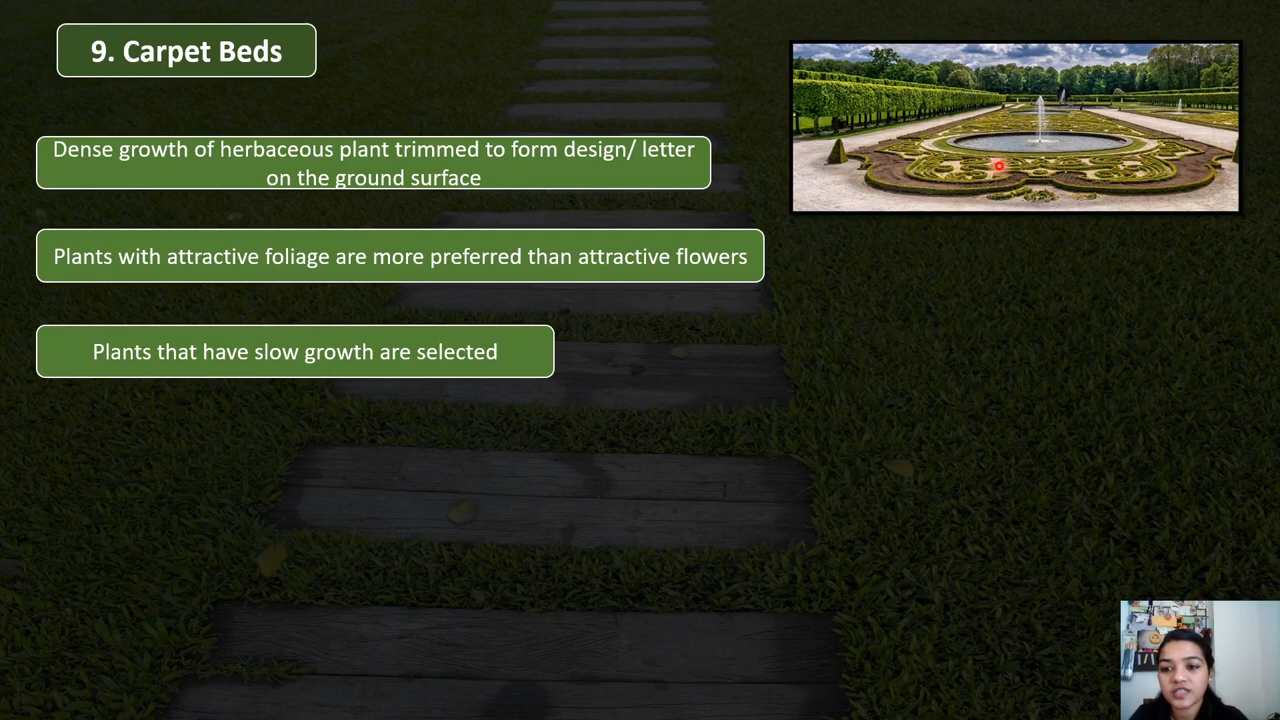 9. Carpet Beds
Dense growth of herbaceous plant trimmed to form design/ letter
on the ground surface
Plants with attractive foliage are more preferred than attractive flowers
Plants that have slow growth are selected